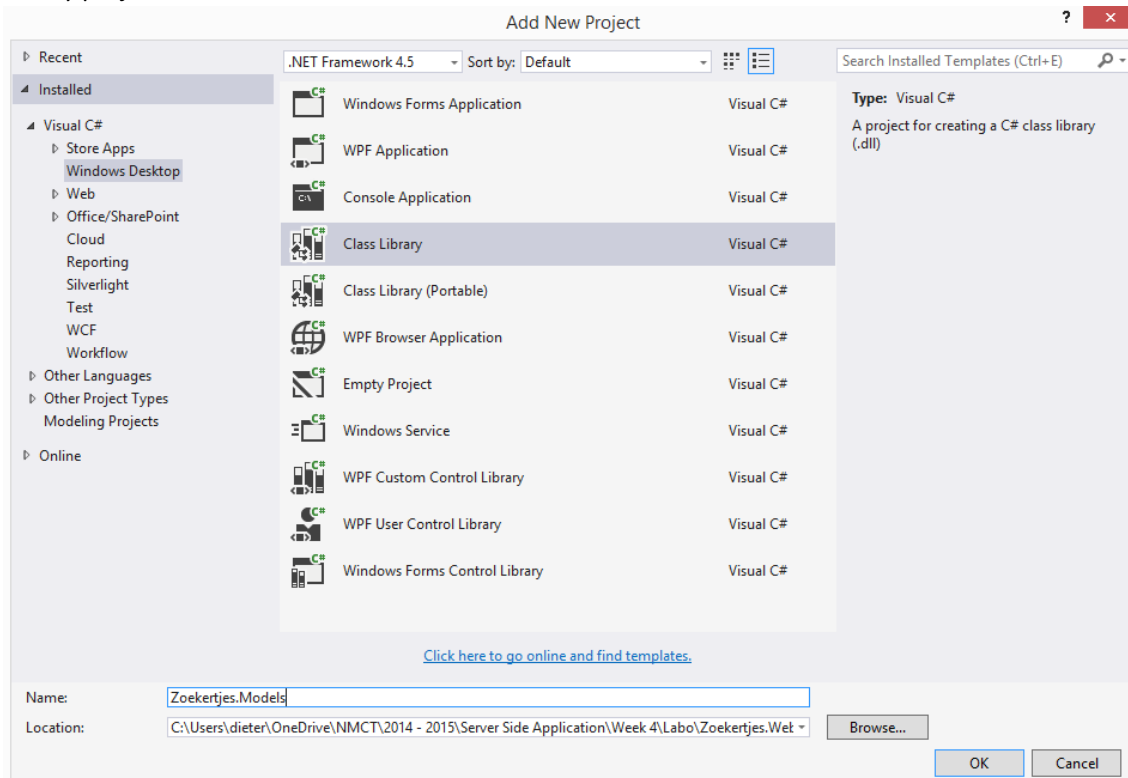 Add New Project
?
Recent
Installed
Visual C#
Store Apps
Windows Desktop
Web
Office/SharePoint
Cloud
Reporting
Silverlight
Test
WCF
Workflow
Other Languages
Other Project Types
Modeling Projects
Online
.NET Framework 4.5 Sort by: Default
Windows Forms Application Visual C#
WPF Application Visual C#
Console Application Visual C#
Class Library Visual C#
Class Library (Portable) Visual C#
WPF Browser Application Visual C#
Empty Project Visual C#
Windows Service Visual C#
WPF Custom Control Library Visual C#
WPF User Control Library Visual C#
Windows Forms Control Library Visual C#
Click here to go online and find templates.
Search Installed Templates (Ctrl+E)
Type: Visual C#
A project for creating a C# class library
(.dll)
Name: Zoekertjes.Models
Location: C:\Users\dieter\OneDrive\NMCT\2014 - 2015\Server Side Application\Week 4\Labo\Zoekertjes.Wet Browse...
OK Cancel